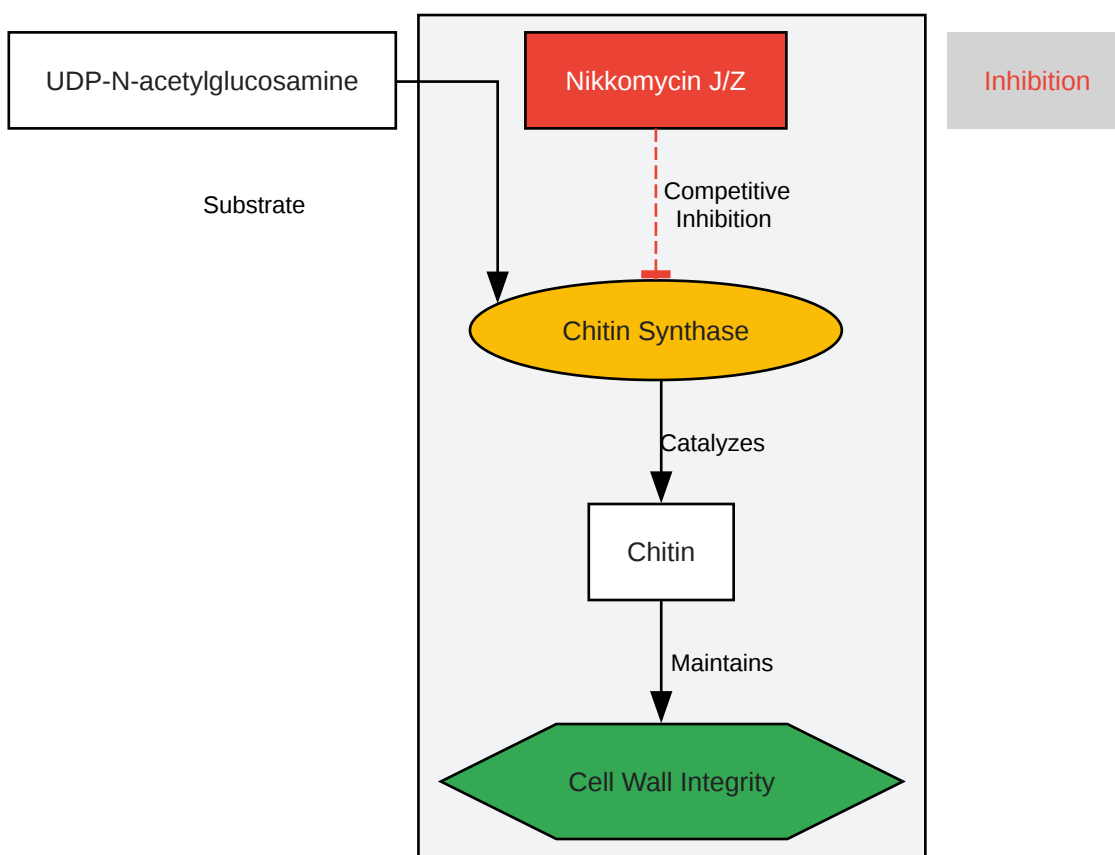 UDP-N-acetylglucosamine
Nikkomycin J/Z
Inhibition
Substrate
Competitive
Inhibition
Chitin Synthase
Catalyzes
Chitin
Maintains
Cell Wall Integrity